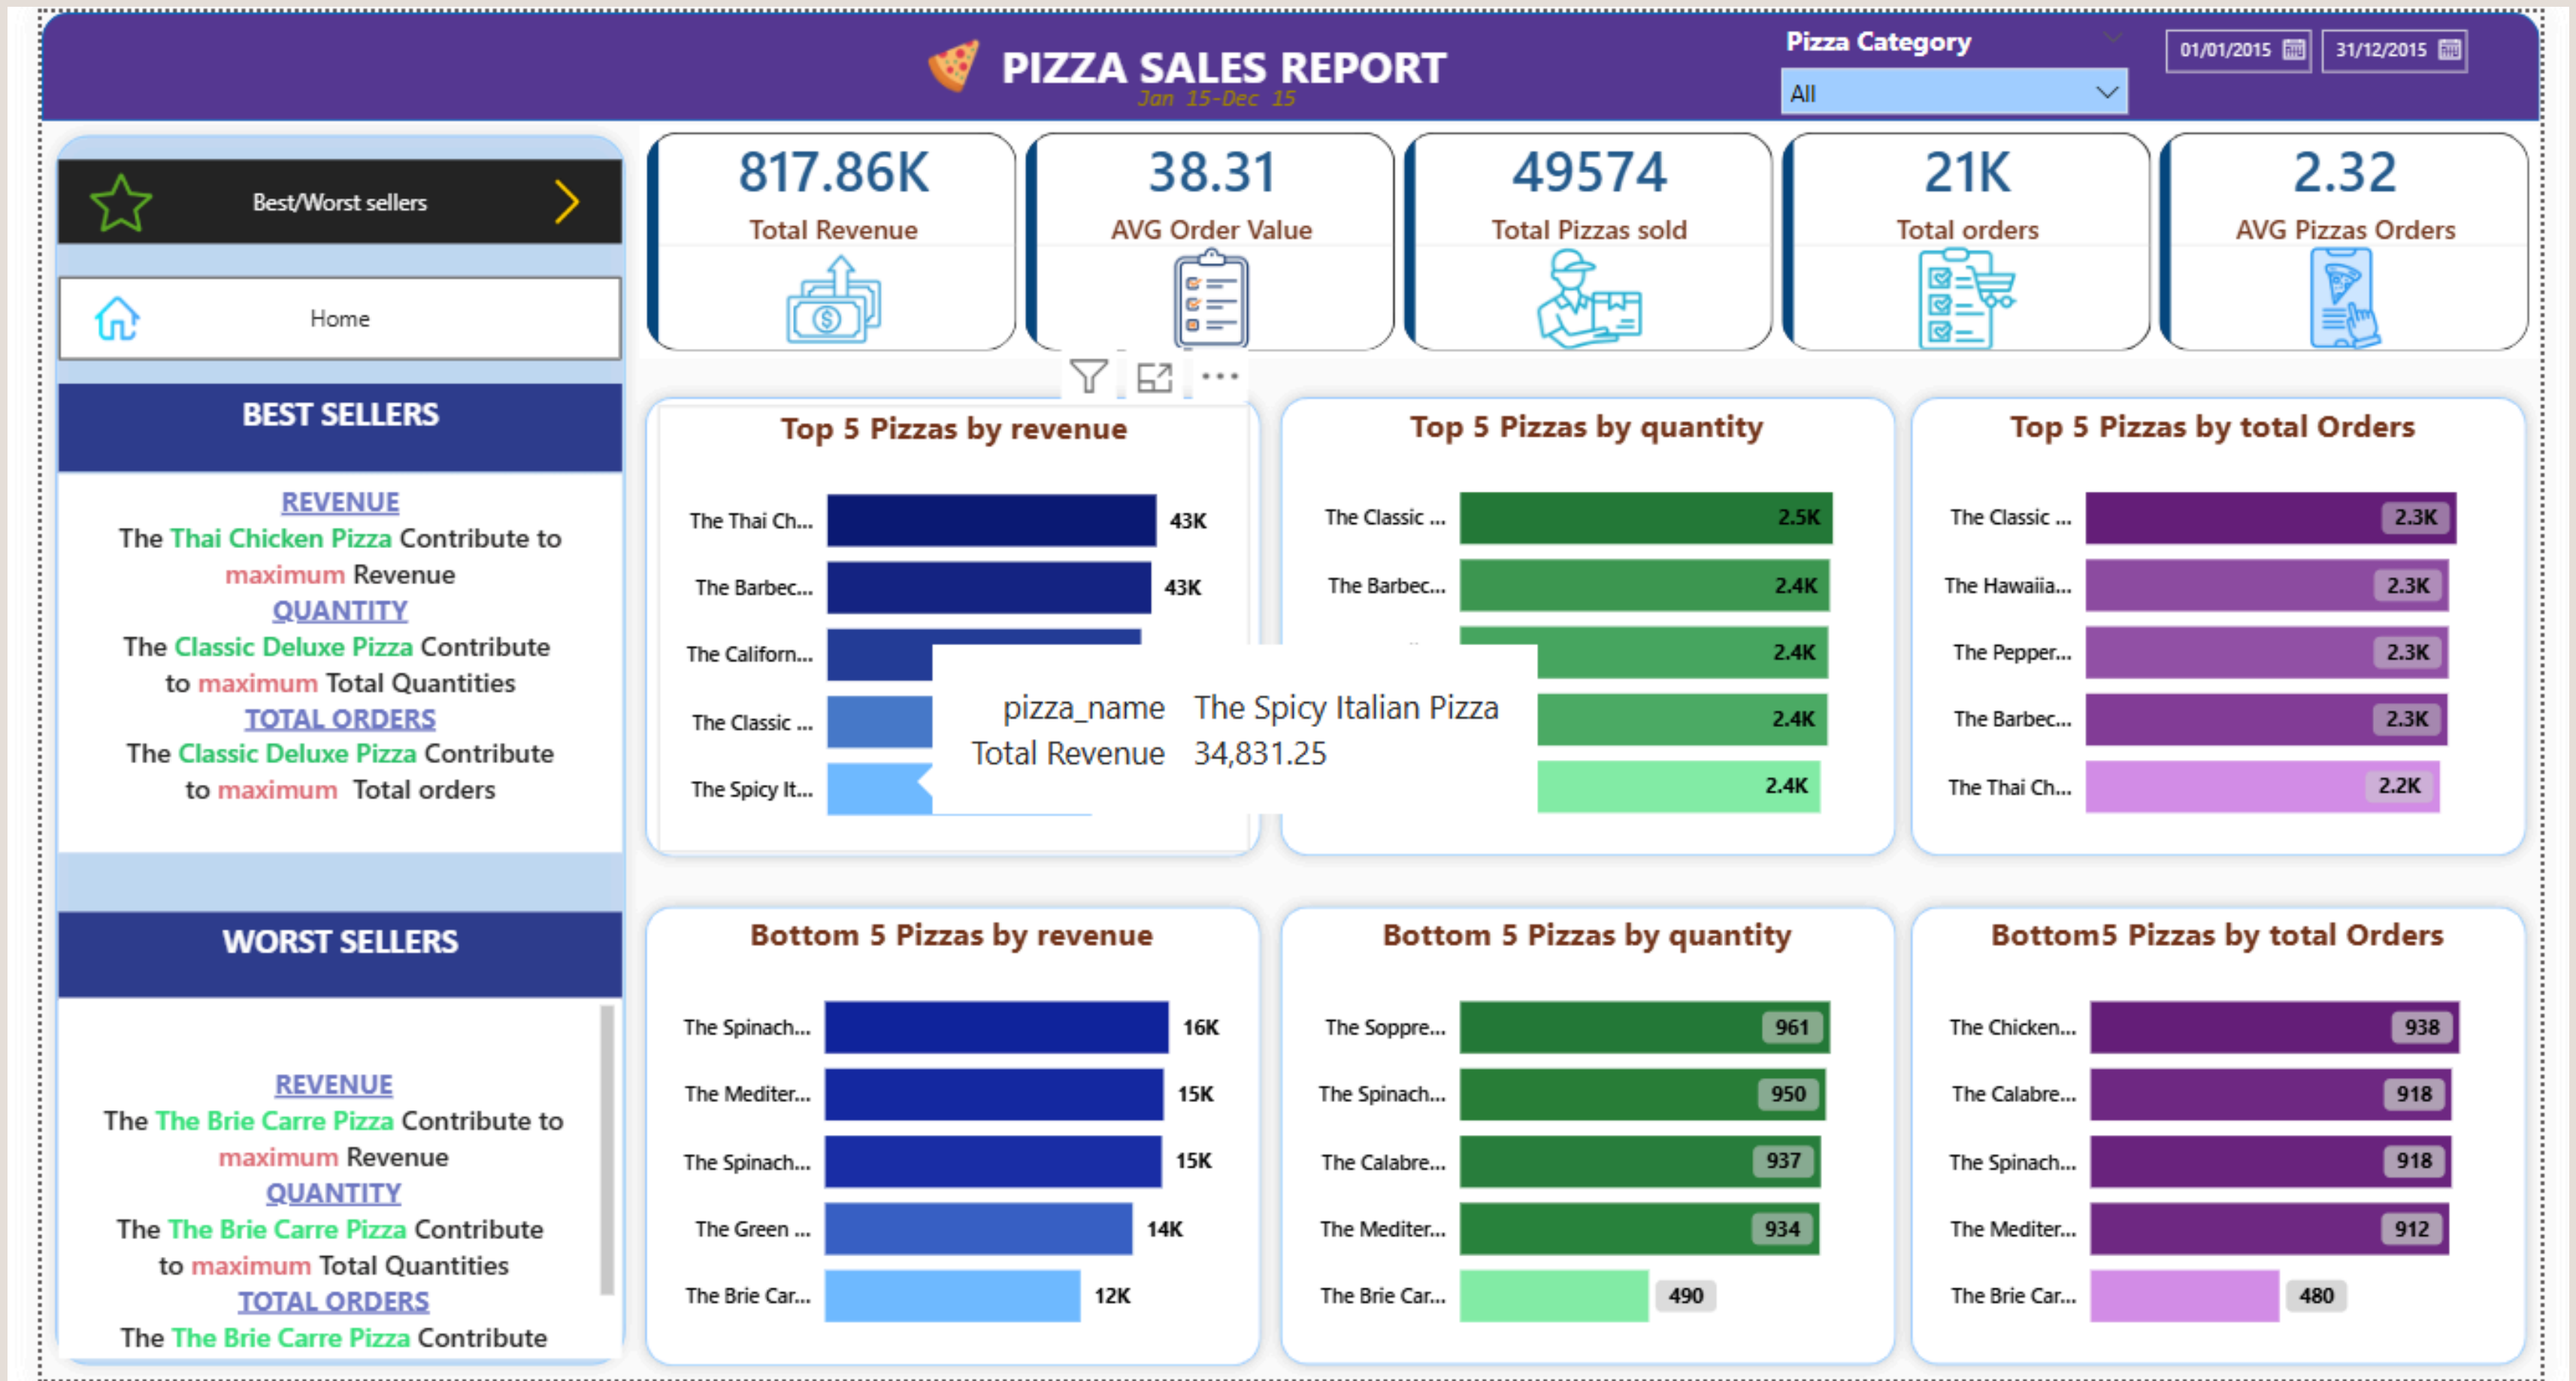 PIZZA SALES REPORT
Jan 15-Dec 15
Pizza Category
All
01/01/2015
31/12/2015
Best/Worst sellers
Home
817.86K
Total Revenue
38.31
AVG Order Value
49574
Total Pizzas sold
21K
Total orders
2.32
AVG Pizzas Orders
BEST SELLERS
REVENUE
The Thai Chicken Pizza Contribute to
maximum Revenue
QUANTITY
The Classic Deluxe Pizza Contribute
to maximum Total Quantities
TOTAL ORDERS
The Classic Deluxe Pizza Contribute
to maximum Total orders
WORST SELLERS
REVENUE
The The Brie Carre Pizza Contribute to
maximum Revenue
QUANTITY
The The Brie Carre Pizza Contribute
to maximum Total Quantities
TOTAL ORDERS
The The Brie Carre Pizza Contribute
Top 5 Pizzas by revenue
The Thai Ch... 43K
The Barbec... 43K
The Californ...
The Classic ...
The Spicy It...
pizza_name The Spicy Italian Pizza
Total Revenue 34,831.25
Top 5 Pizzas by quantity
The Classic ... 2.5K
The Barbec... 2.4K
2.4K
2.4K
2.4K
Top 5 Pizzas by total Orders
The Classic ... 2.3K
The Hawaiia... 2.3K
The Pepper... 2.3K
The Barbec... 2.3K
The Thai Ch... 2.2K
Bottom 5 Pizzas by revenue
The Spinach... 16K
The Mediter... 15K
The Spinach... 15K
The Green ... 14K
The Brie Car... 12K
Bottom 5 Pizzas by quantity
The Soppre... 961
The Spinach... 950
The Calabre... 937
The Mediter... 934
The Brie Car... 490
Bottom5 Pizzas by total Orders
The Chicken... 938
The Calabre... 918
The Spinach... 918
The Mediter... 912
The Brie Car... 480